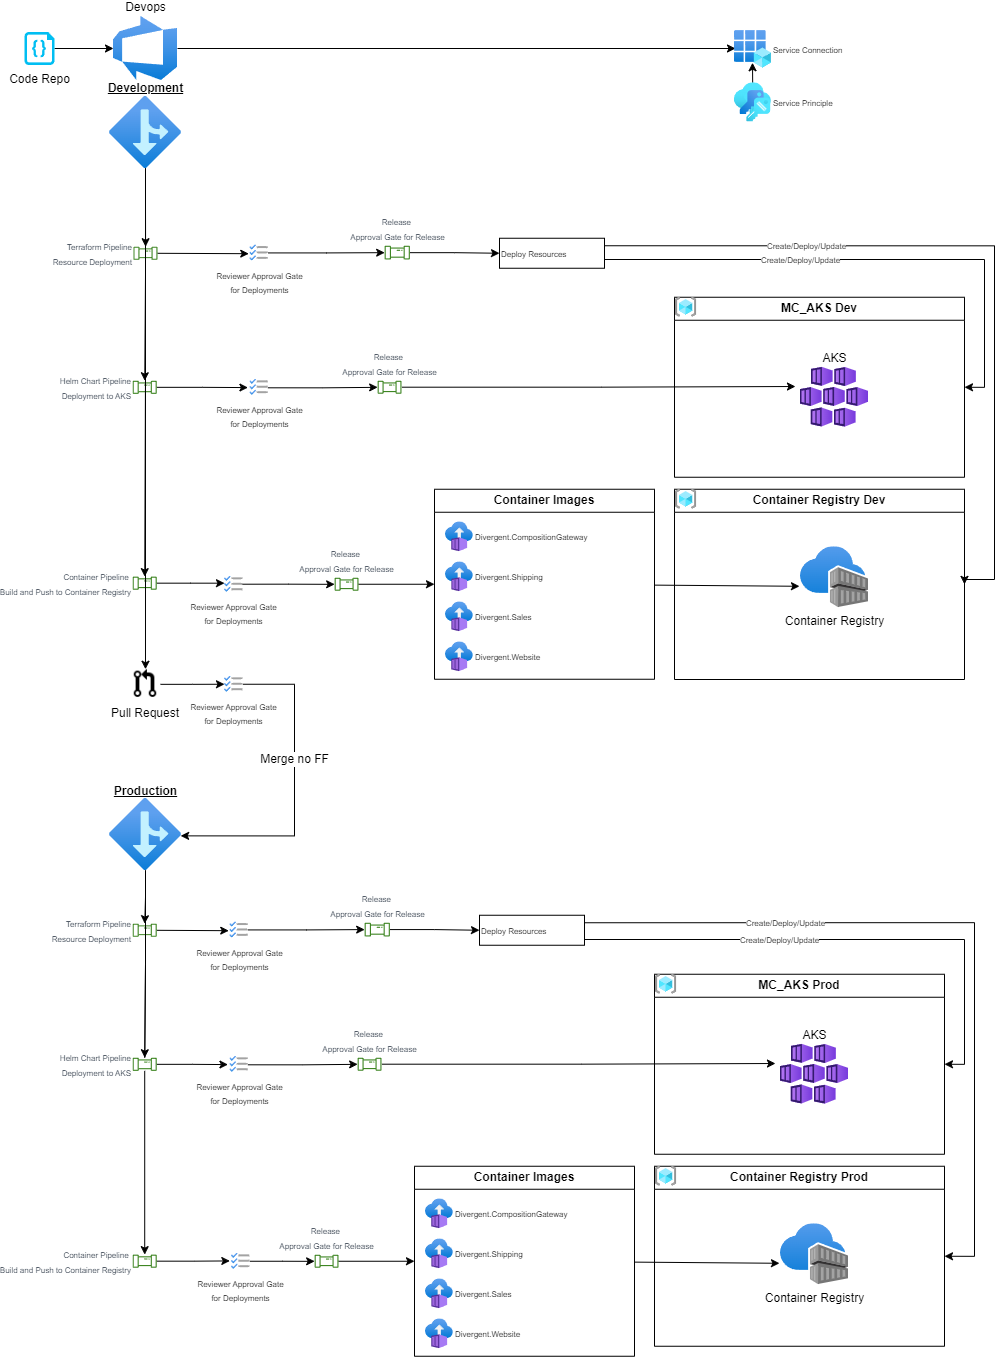 Devops
Code Repo
Service Connection
Development
Service Principle
Release
Approval Gate for Release
Terraform Pipeline
Resource Deployment
Create/Deploy/Update
Deploy Resources
Create/Deploy/Update
Reviewer Approval Gate
for Deployments
MC_AKS Dev
AKS
Release
Approval Gate for Release
Helm Chart Pipeline
Deployment to AKS
Reviewer Approval Gate
for Deployments
Container Images
Container Registry Dev
Divergent.CompositionGateway
Release
Approval Gate for Release
Container Pipeline
Build and Push to Container Registry
Divergent.Shipping
Reviewer Approval Gate
for Deployments
Divergent.Sales
Container Registry
Divergent.Website
Pull Request
Reviewer Approval Gate
for Deployments
Merge no FF
Production
Release
Approval Gate for Release
Terraform Pipeline
Resource Deployment
Create/Deploy/Update
Deploy Resources
Create/Deploy/Update
Reviewer Approval Gate
for Deployments
MC_AKS Prod
AKS
Release
Approval Gate for Release
Helm Chart Pipeline
Deployment to AKS
Reviewer Approval Gate
for Deployments
Container Images
Container Registry Prod
Divergent.CompositionGateway
Release
Approval Gate for Release
Container Pipeline
Build and Push to Container Registry
Divergent.Shipping
Reviewer Approval Gate
for Deployments
Divergent.Sales
Container Registry
Divergent.Website